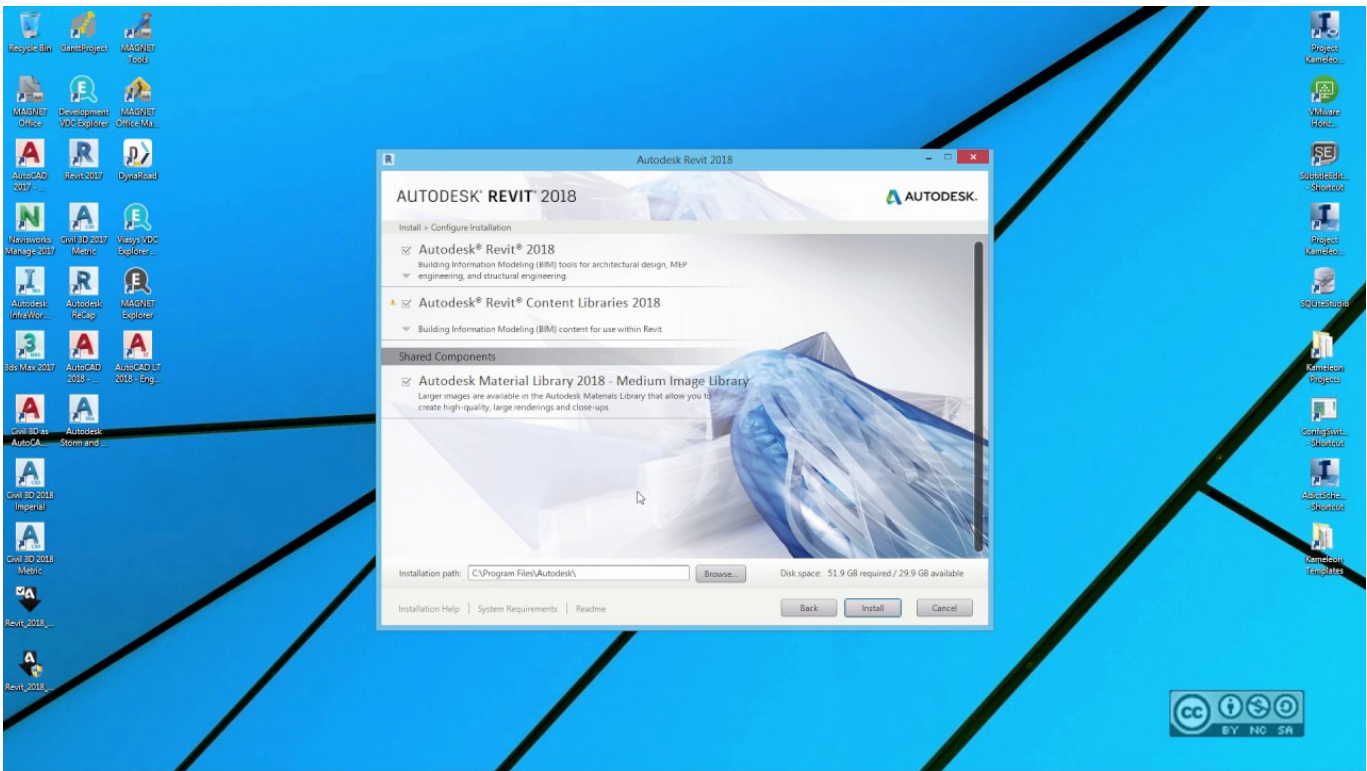 Recycle Bin
GanttProject
MAGNET
Tools
MAGNET
Office
Development
VDC Explorer
MAGNET
Office Ma...
AutoCAD
2017 - ...
Revit 2017
DynaRoad
Navisworks
Manage 2017
Civil 3D 2017
Metric
Viasys VDC
Explorer ...
Autodesk
InfraWor...
Autodesk
ReCap
MAGNET
Explorer
3ds Max 2017
AutoCAD
2018 - ...
AutoCAD LT
2018 - Eng...
Civil 3D as
AutoCA...
Autodesk
Storm and ...
Civil 3D 2018
Imperial
Civil 3D 2018
Metric
Revit_2018_...
Revit_2018_...
Autodesk Revit 2018
AUTODESK® REVIT® 2018
AUTODESK.
Install > Configure Installation
Autodesk® Revit® 2018
Building Information Modeling (BIM) tools for architectural design, MEP
engineering, and structural engineering.
Autodesk® Revit® Content Libraries 2018
Building Information Modeling (BIM) content for use within Revit.
Shared Components
Autodesk Material Library 2018 - Medium Image Library
Larger images are available in the Autodesk Materials Library that allow you to
create high-quality, large renderings and close-ups.
Installation path: C:\Program Files\Autodesk\ Browse... Disk space: 51.9 GB required / 29.9 GB available
Installation Help | System Requirements | Readme Back Install Cancel
Project
Kameleo...
VMware
Horiz...
SE
SubtitleEdit...
- Shortcut
Project
Kameleo...
SQLiteStudio
Kameleon
Projects
ConfigSwit...
- Shortcut
AdictSche...
- Shortcut
Kameleon
Templates
cc
BY NC SA